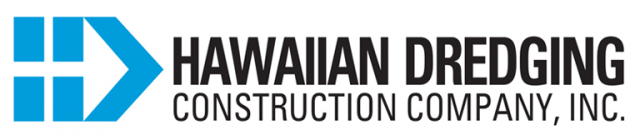 HAWAIIAN DREDGING
CONSTRUCTION COMPANY, INC.